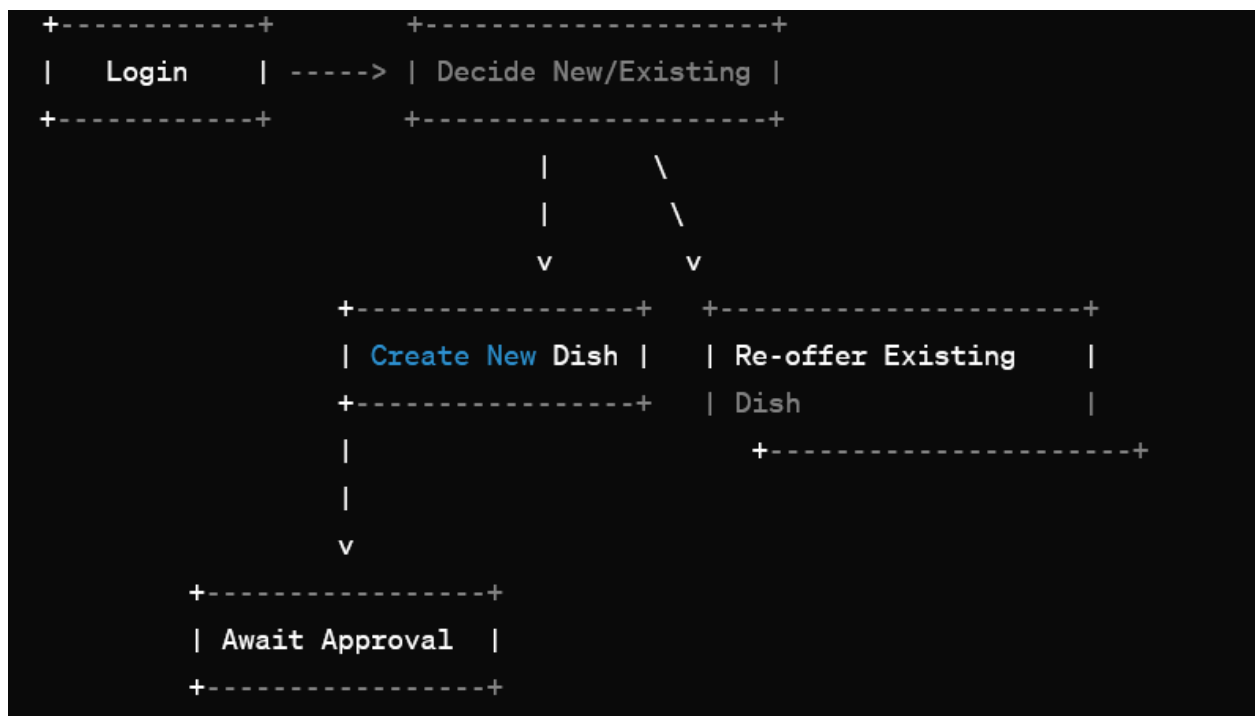 +------------+ +---------------------+
| Login | -----> | Decide New/Existing |
+------------+ +---------------------+
| \
| \
v v
+-----------------+ +----------------------+
| Create New Dish | | Re-offer Existing |
+-----------------+ | Dish |
| +----------------------+
|
v
+-----------------+
| Await Approval |
+-----------------+